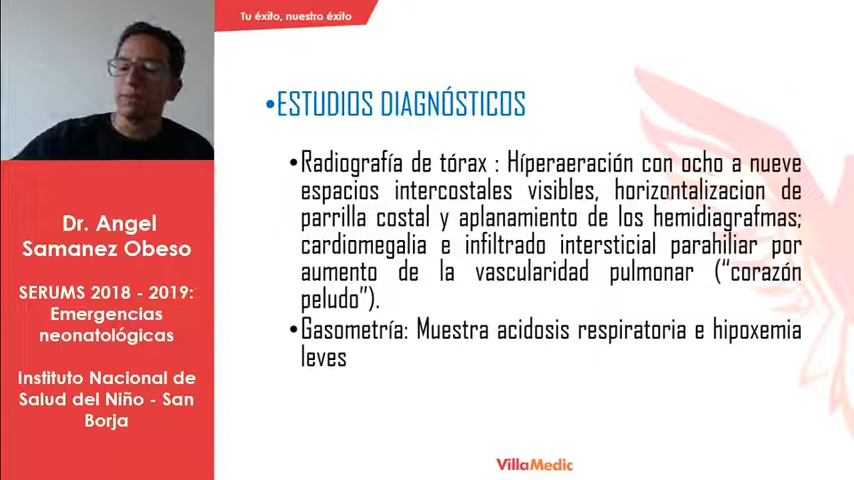 Tu éxito, nuestro éxito
•ESTUDIOS DIAGNÓSTICOS
•Radiografía de tórax : Híperaeración con ocho a nueve
espacios intercostales visibles, horizontalizacion de
parrilla costal y aplanamiento de los hemidiagrafmas;
cardiomegalia e infiltrado intersticial parahiliar por
aumento de la vascularidad pulmonar (“corazón
peludo”).
•Gasometría: Muestra acidosis respiratoria e hipoxemia
leves
Dr. Angel
Samanez Obeso
SERUMS 2018 - 2019:
Emergencias
neonatológicas
Instituto Nacional de
Salud del Niño - San
Borja
VillaMedic